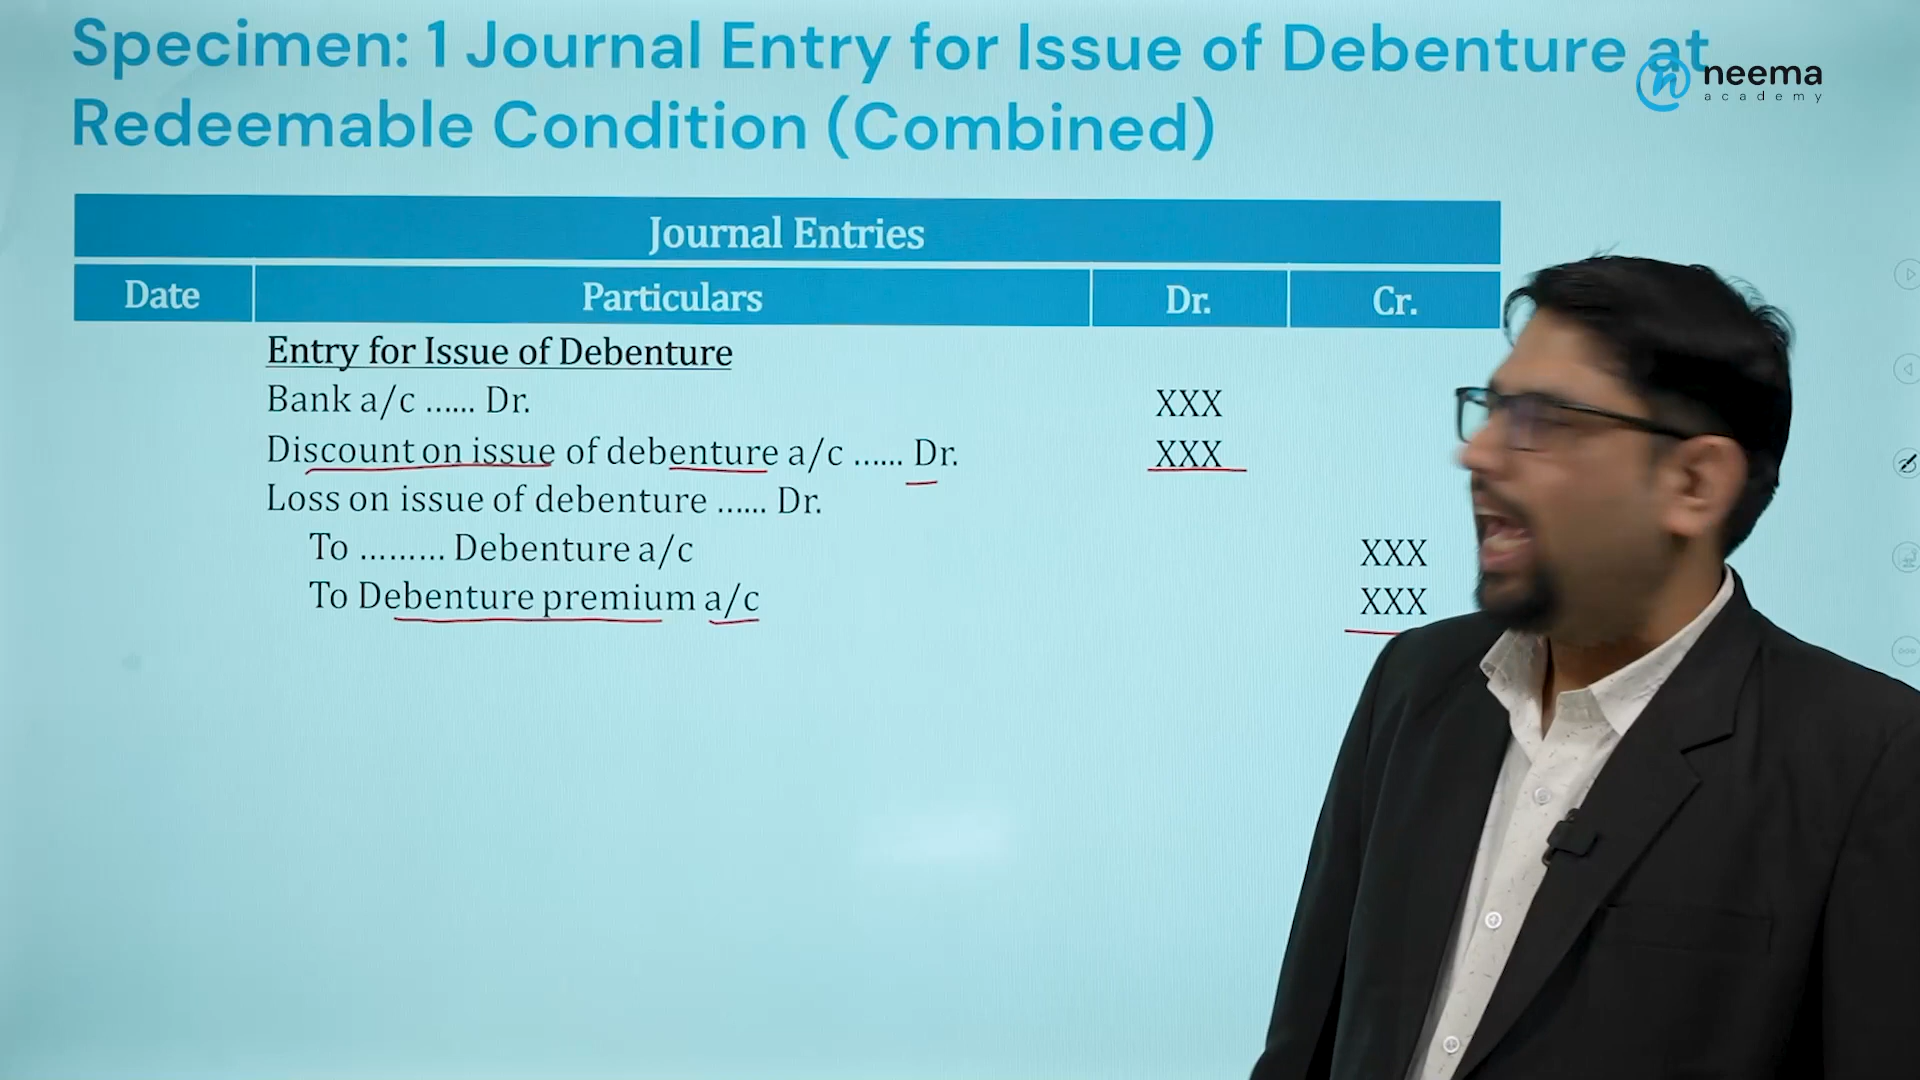 Specimen: 1 Journal Entry for Issue of Debenture at
Redeemable Condition (Combined)
neema
academy
Journal Entries
Date Particulars Dr. Cr.
Entry for Issue of Debenture
Bank a/c ...... Dr. XXX
Discount on issue of debenture a/c ...... Dr. XXX
Loss on issue of debenture ...... Dr.
To ......... Debenture a/c XXX
To Debenture premium a/c XXX